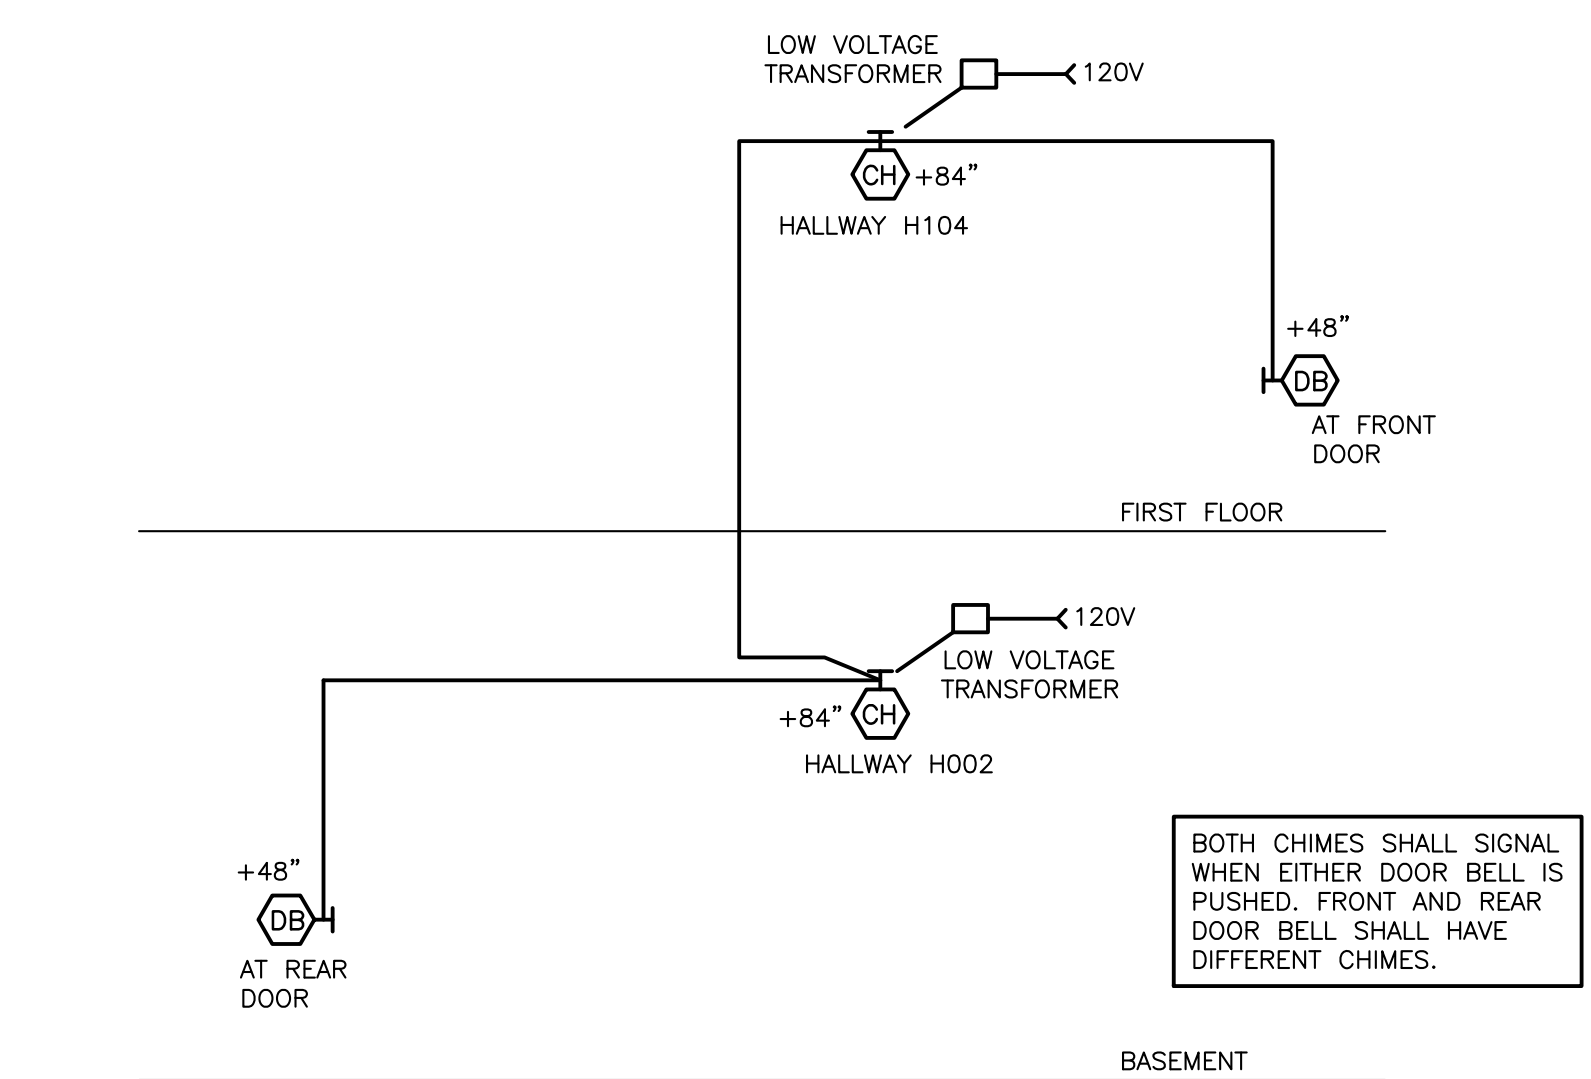 LOW VOLTAGE
TRANSFORMER
120V
CH
+84”
HALLWAY H104
+48”
DB
AT FRONT
DOOR
FIRST FLOOR
120V
LOW VOLTAGE
TRANSFORMER
+84”
CH
HALLWAY H002
BOTH CHIMES SHALL SIGNAL
WHEN EITHER DOOR BELL IS
PUSHED. FRONT AND REAR
DOOR BELL SHALL HAVE
DIFFERENT CHIMES.
+48”
DB
AT REAR
DOOR
BASEMENT